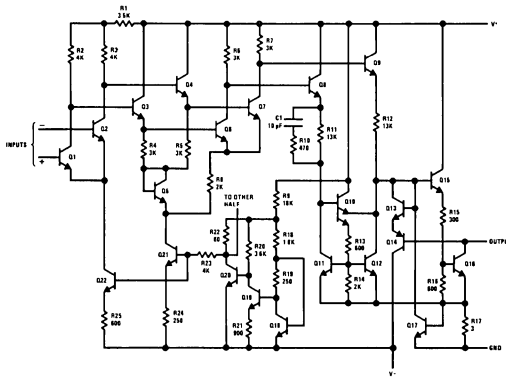 R1
3.5K
V+
R2
4K
R3
4K
R6
3K
R7
3K
Q9
Q4
Q8
Q3
C1
10 pF
R11
13K
R12
13K
INPUTS
−
+
Q2
Q1
R4
3K
R5
3K
Q6
Q7
R10
470
Q5
R8
2K
TO OTHER
HALF
R9
18K
Q10
Q15
Q13
R15
300
Q14
OUTPUT
R22
60
R20
3.6K
R18
1.8K
R13
600
Q21
R23
4K
Q20
R19
250
Q11
Q12
R14
2K
R16
600
Q16
Q22
Q19
R25
600
R24
250
R21
900
Q18
Q17
R17
3
GND
V-